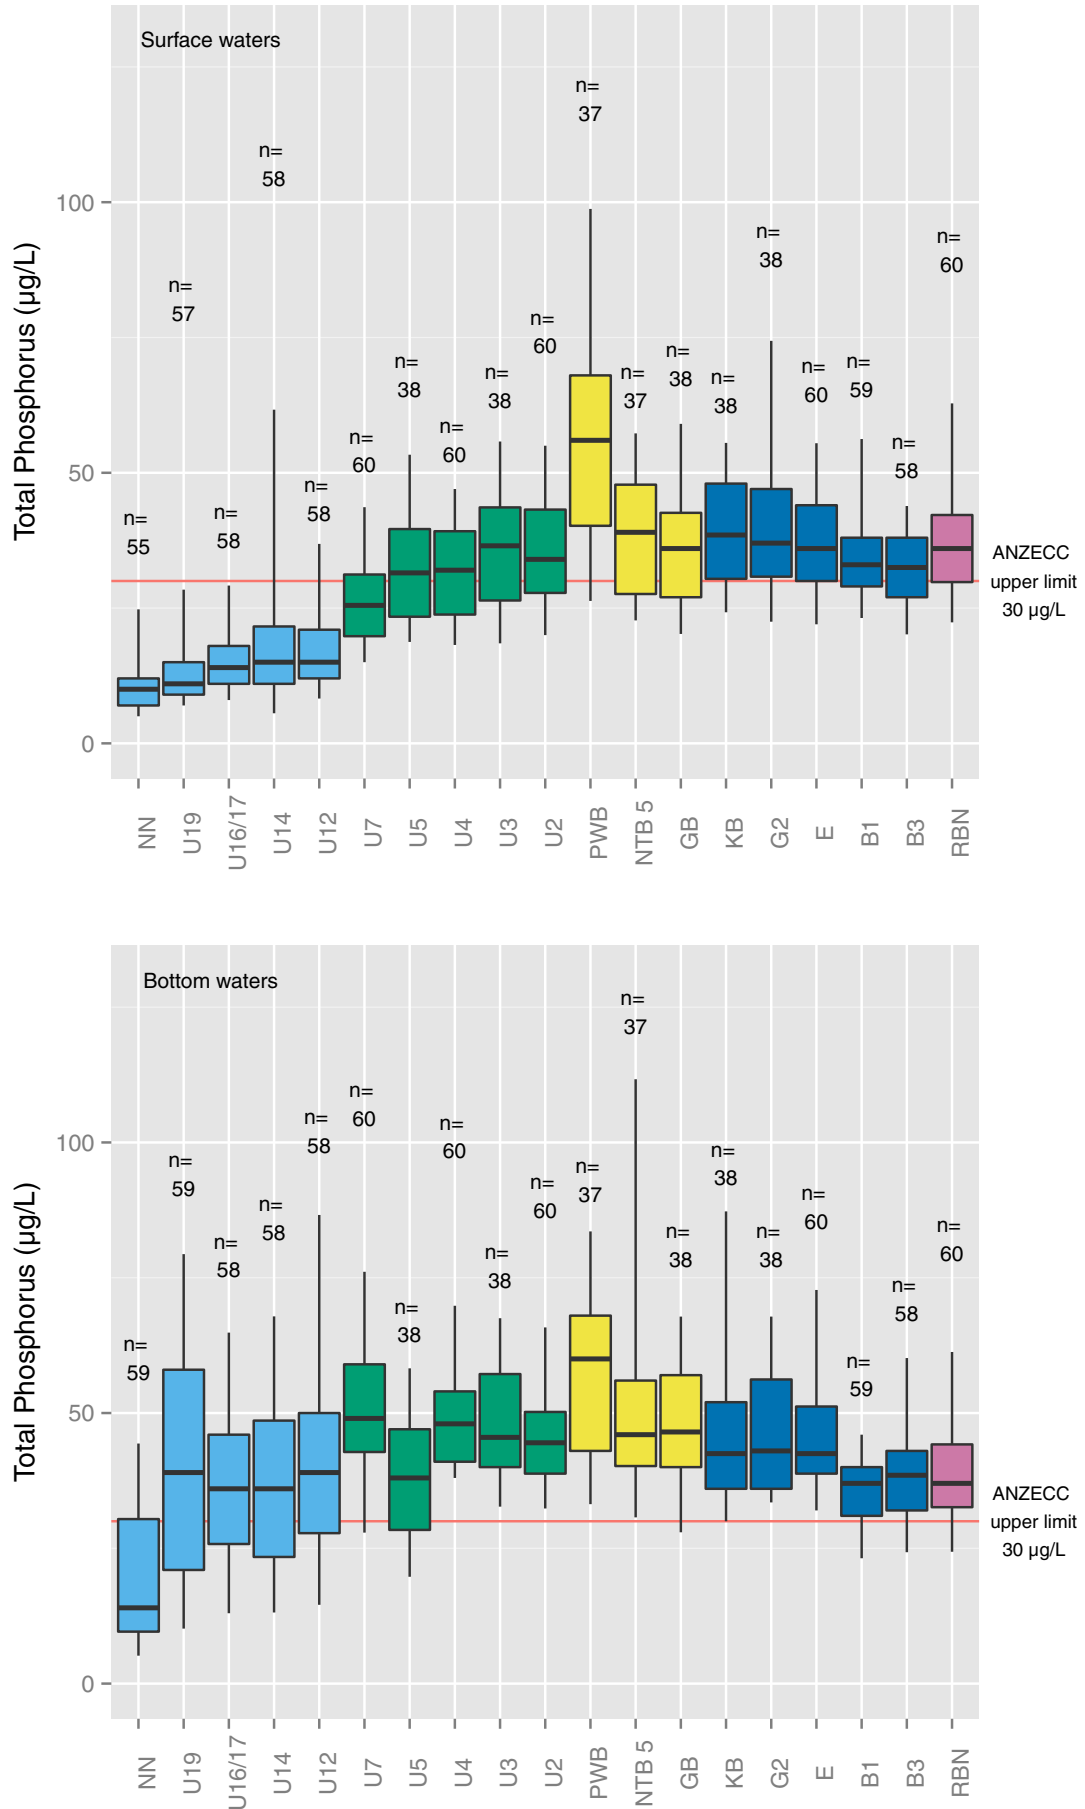 Surface waters
Total Phosphorus (µg/L)
100
50
0
n=
55
n=
57
n=
58
n=
58
n=
58
n=
60
n=
38
n=
60
n=
38
n=
60
n=
37
n=
37
n=
38
n=
38
n=
38
n=
60
n=
59
n=
58
n=
60
ANZECC
upper limit
30 µg/L
NN
U19
U16/17
U14
U12
U7
U5
U4
U3
U2
PWB
NTB 5
GB
KB
G2
E
B1
B3
RBN
Bottom waters
Total Phosphorus (µg/L)
100
50
0
n=
59
n=
59
n=
58
n=
58
n=
58
n=
60
n=
38
n=
60
n=
38
n=
60
n=
37
n=
37
n=
38
n=
38
n=
38
n=
60
n=
59
n=
58
n=
60
ANZECC
upper limit
30 µg/L
NN
U19
U16/17
U14
U12
U7
U5
U4
U3
U2
PWB
NTB 5
GB
KB
G2
E
B1
B3
RBN